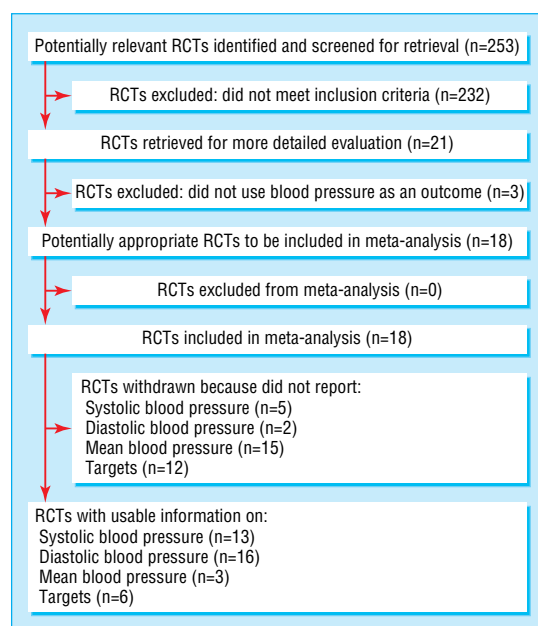 Potentially relevant RCTs identified and screened for retrieval (n=253)
RCTs excluded: did not meet inclusion criteria (n=232)
RCTs retrieved for more detailed evaluation (n=21)
RCTs excluded: did not use blood pressure as an outcome (n=3)
Potentially appropriate RCTs to be included in meta-analysis (n=18)
RCTs excluded from meta-analysis (n=0)
RCTs included in meta-analysis (n=18)
RCTs withdrawn because did not report:
Systolic blood pressure (n=5)
Diastolic blood pressure (n=2)
Mean blood pressure (n=15)
Targets (n=12)
RCTs with usable information on:
Systolic blood pressure (n=13)
Diastolic blood pressure (n=16)
Mean blood pressure (n=3)
Targets (n=6)